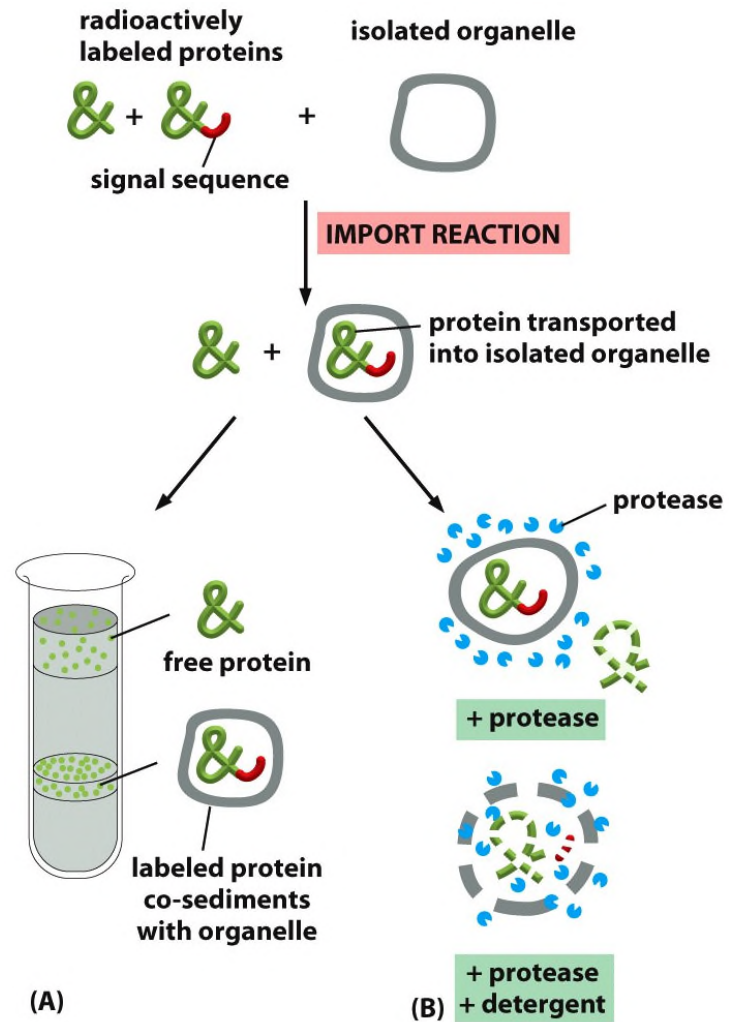 radioactively
labeled proteins
isolated organelle
+
+
signal sequence
IMPORT REACTION
+
protein transported
into isolated organelle
protease
free protein
+ protease
labeled protein
co-sediments
with organelle
+ protease
+ detergent
(A)
(B)